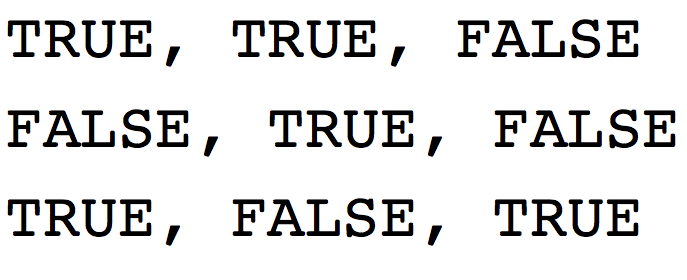 TRUE, TRUE, FALSE
FALSE, TRUE, FALSE
TRUE, FALSE, TRUE